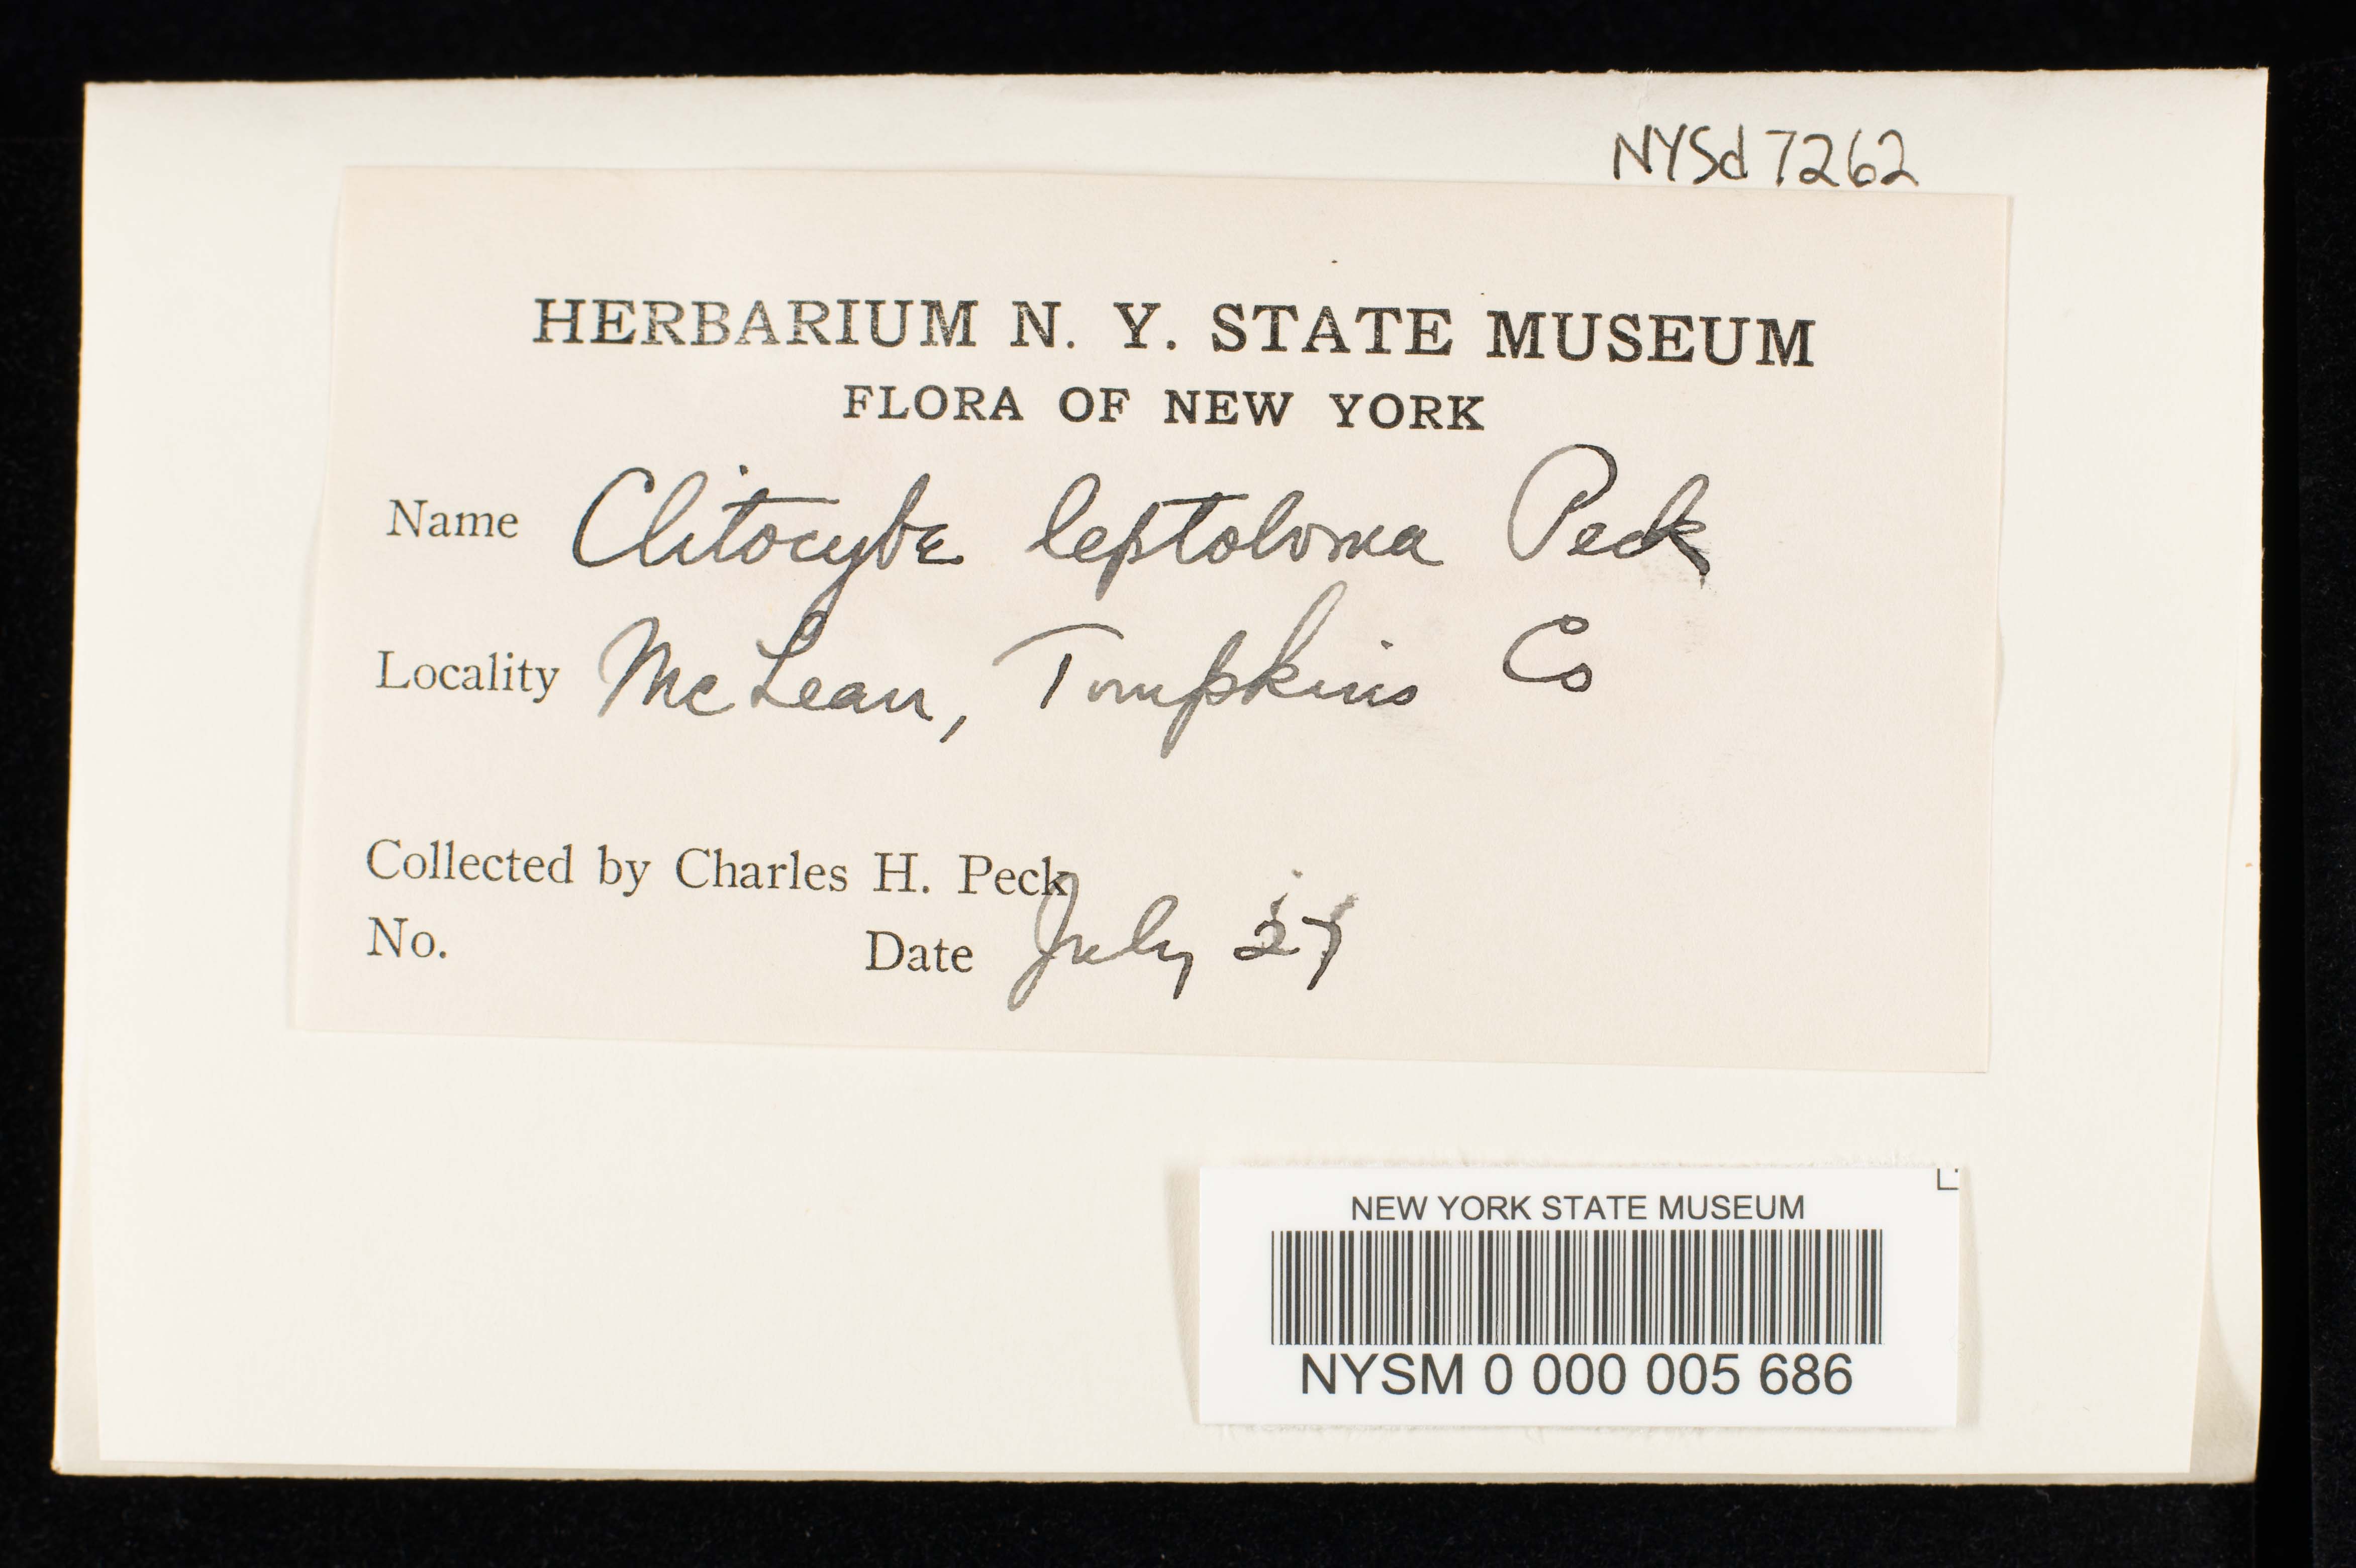 NYSd 7262
HERBARIUM N. Y. STATE MUSEUM
FLORA OF NEW YORK
Name Clitocybe leptoloma Peck
Locality McLean, Tompkins Co
Collected by Charles H. Peck
No. Date July 27
NEW YORK STATE MUSEUM
NYSM 0 000 005 686